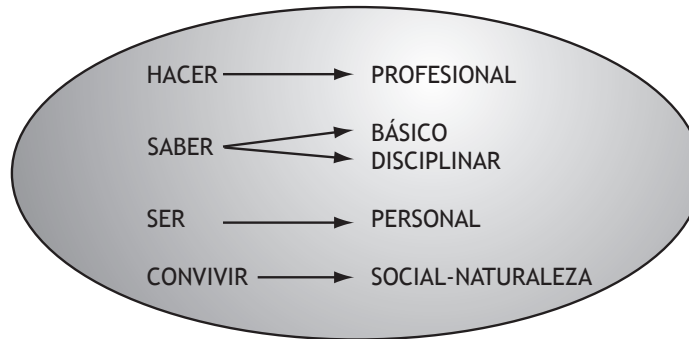 HACER PROFESIONAL
SABER BÁSICO
DISCIPLINAR
SER PERSONAL
CONVIVIR SOCIAL-NATURALEZA